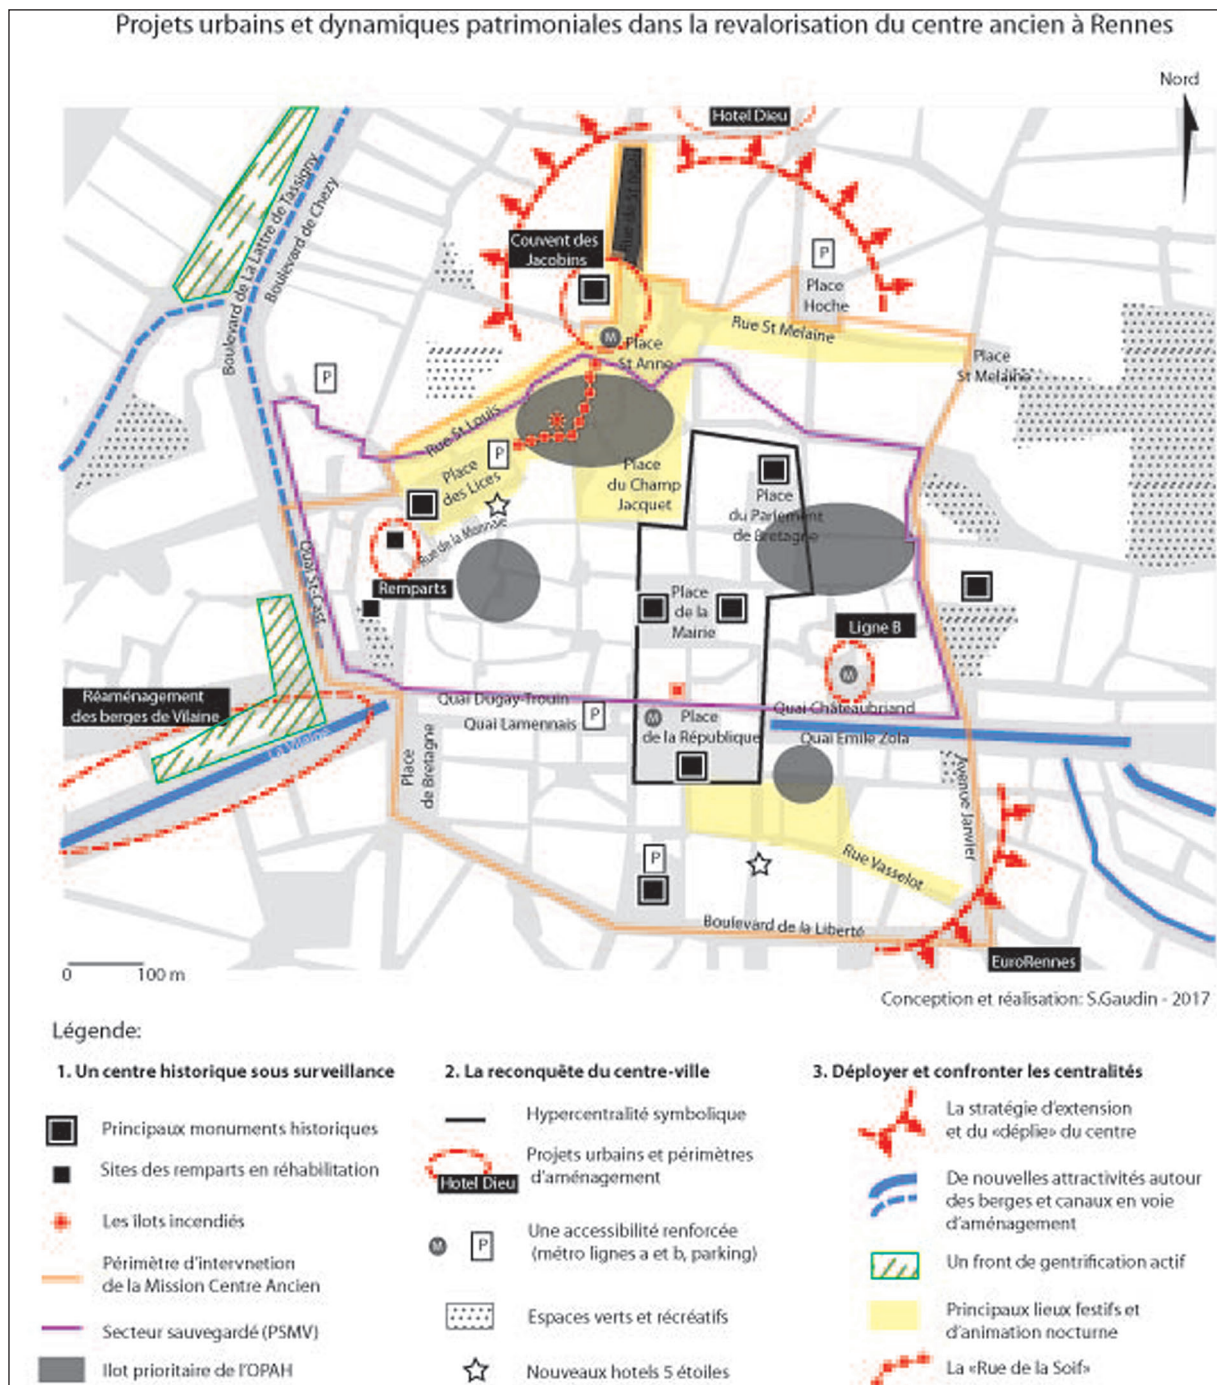 Projets urbains et dynamiques patrimoniales dans la revalorisation du centre ancien à Rennes
Nord
Hotel Dieu
Boulevard de La Lattre de Tassigny
Boulevard de Chezy
Couvent des
Jacobins
P
Place
Hoche
Rue St Melaine
M
Place
St Anne
Place
St Melaine
P
Rue St Louis
P
Place
des Lices
Place
du Champ
Jacquet
Place
du Parlement
de Bretagne
Rue de la Monnaie
Remparts
Quai St-Cast
Place
de la
Mairie
Ligne B
M
Réaménagement
des berges de Vilaine
La Vilaine
Quai Dugay-Trouin
Quai Lamennais
P
M
Place
de la République
Quai Châteaubriand
Quai Emile Zola
Place
de Bretagne
Avenue Janvier
P
Rue Vasselot
Boulevard de la Liberté
EuroRennes
0 100 m
Conception et réalisation: S.Gaudin - 2017
Légende:
1. Un centre historique sous surveillance
Principaux monuments historiques
Sites des remparts en réhabilitation
Les îlots incendiés
Périmètre d'intervnetion
de la Mission Centre Ancien
Secteur sauvegardé (PSMV)
Ilot prioritaire de l'OPAH
2. La reconquête du centre-ville
Hypercentralité symbolique
Projets urbains et périmètres
d'aménagement
Hotel Dieu
M P
Une accessibilité renforcée
(métro lignes a et b, parking)
Espaces verts et récréatifs
Nouveaux hotels 5 étoiles
3. Déployer et confronter les centralités
La stratégie d'extension
et du «déplie» du centre
De nouvelles attractivités autour
des berges et canaux en voie
d'aménagement
Un front de gentrification actif
Principaux lieux festifs et
d'animation nocturne
La «Rue de la Soif»